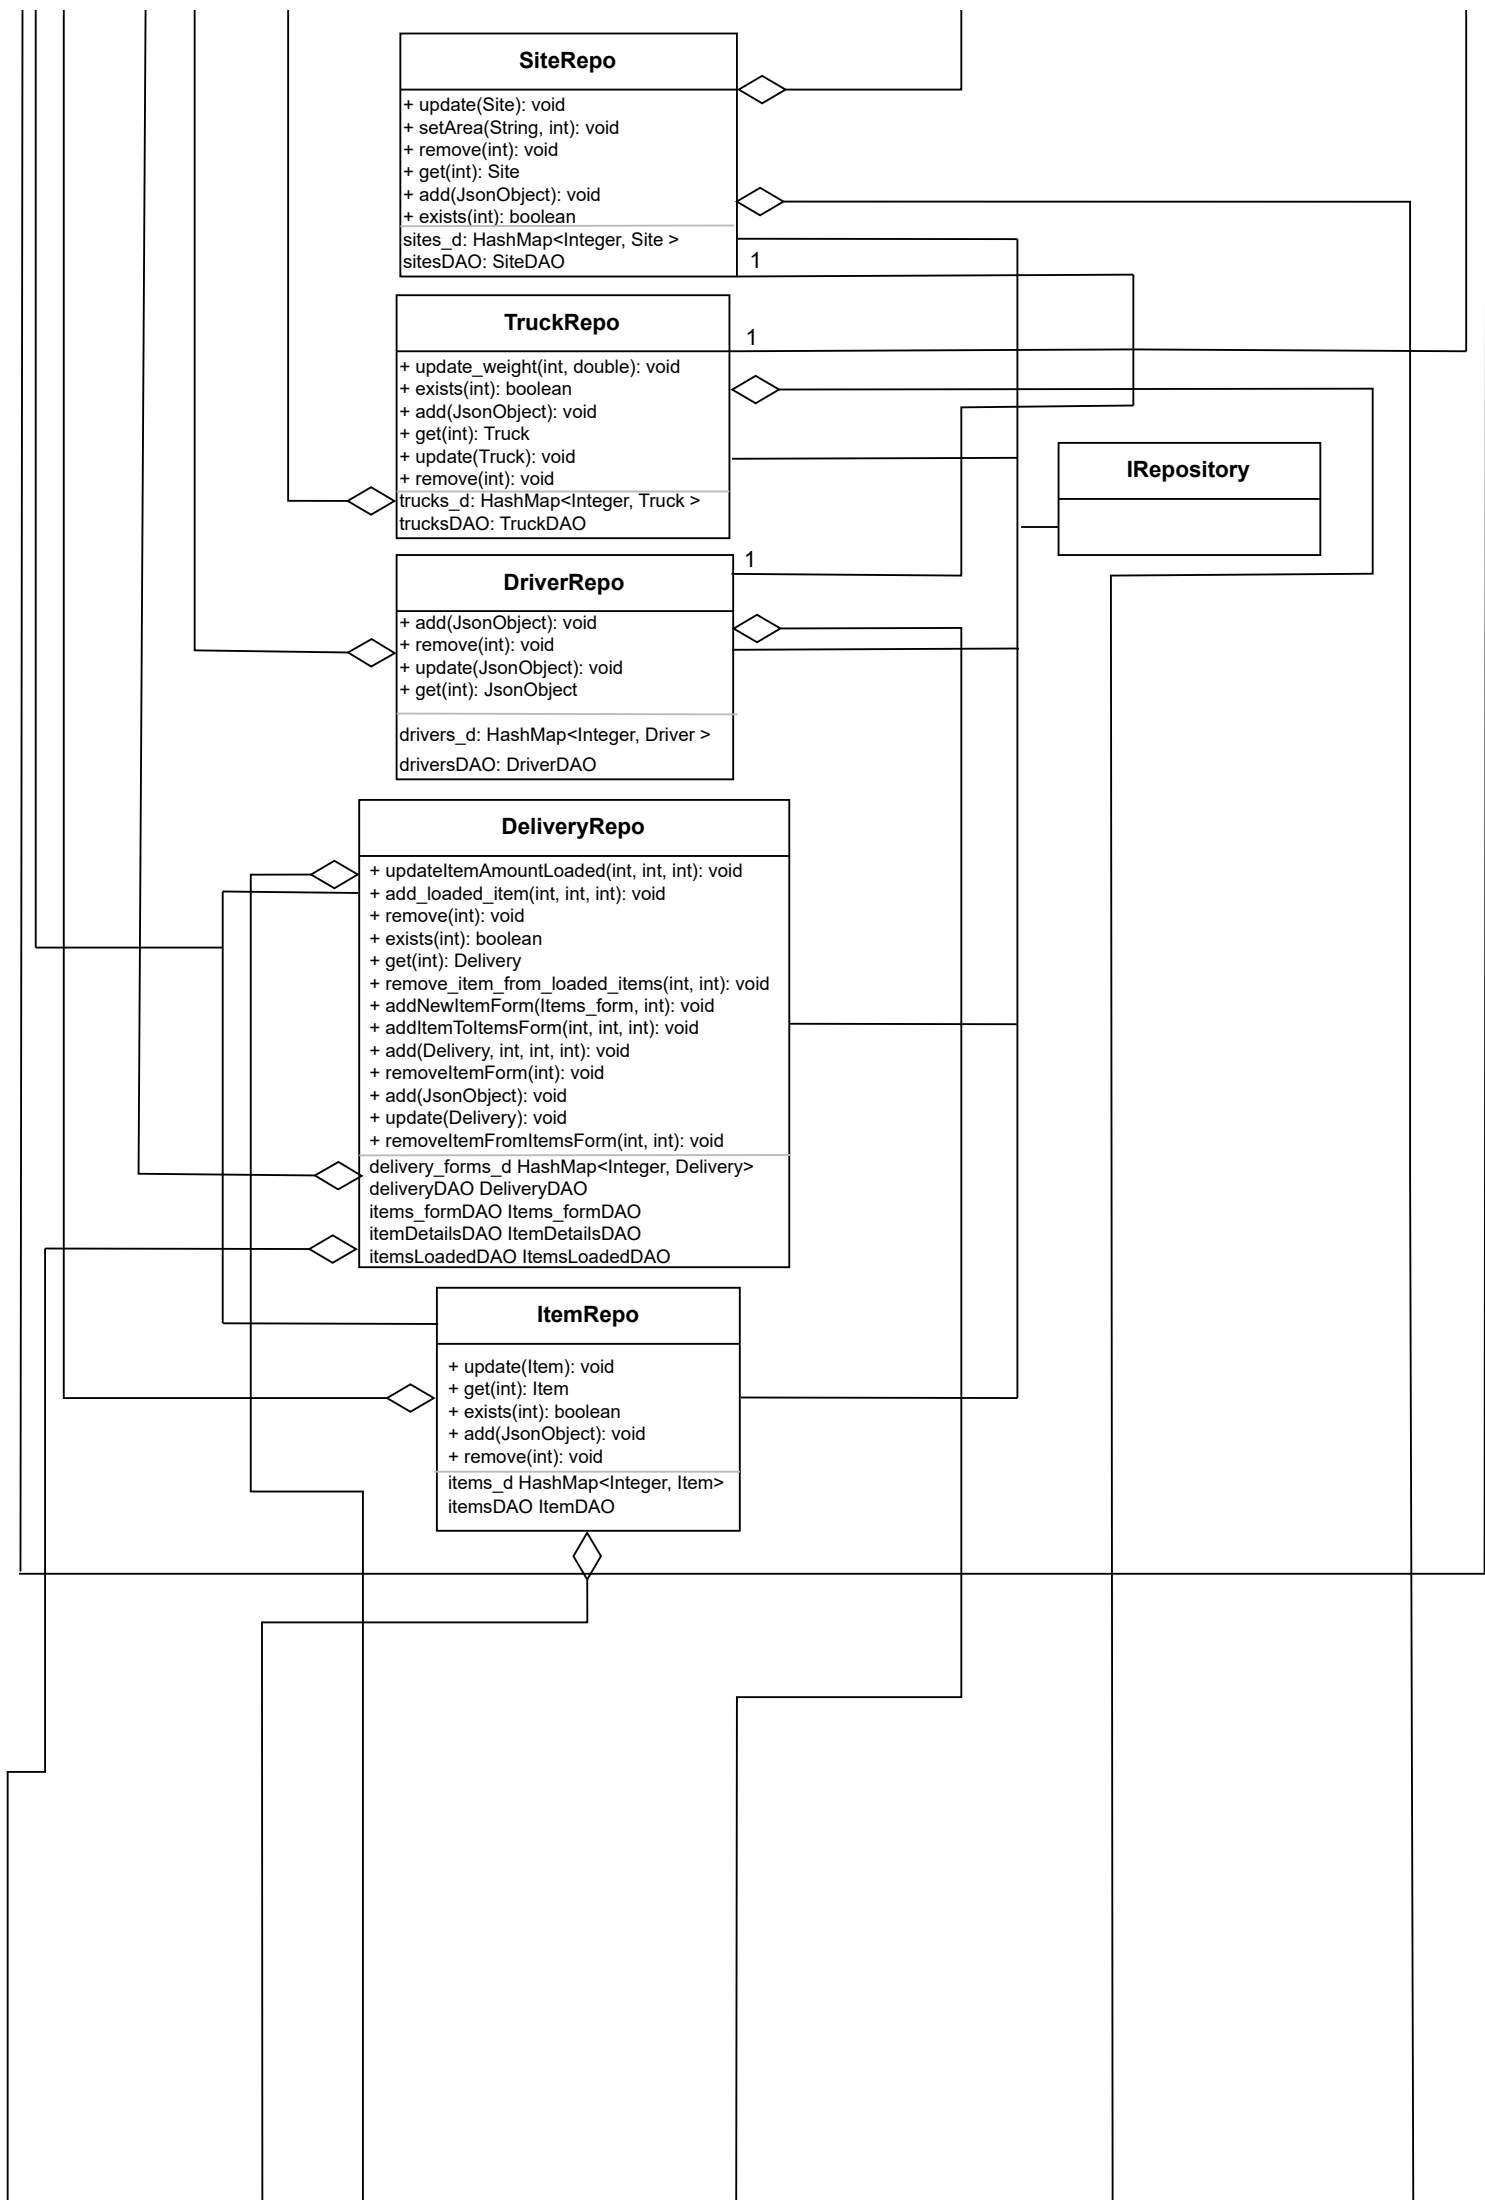 SiteRepo
+ update(Site): void
+ setArea(String, int): void
+ remove(int): void
+ get(int): Site
+ add(JsonObject): void
+ exists(int): boolean
sites_d: HashMap<Integer, Site >
sitesDAO: SiteDAO
1
TruckRepo
1
+ update_weight(int, double): void
+ exists(int): boolean
+ add(JsonObject): void
+ get(int): Truck
+ update(Truck): void
+ remove(int): void
trucks_d: HashMap<Integer, Truck >
trucksDAO: TruckDAO
IRepository
DriverRepo
1
+ add(JsonObject): void
+ remove(int): void
+ update(JsonObject): void
+ get(int): JsonObject
drivers_d: HashMap<Integer, Driver >
driversDAO: DriverDAO
DeliveryRepo
+ updateItemAmountLoaded(int, int, int): void
+ add_loaded_item(int, int, int): void
+ remove(int): void
+ exists(int): boolean
+ get(int): Delivery
+ remove_item_from_loaded_items(int, int): void
+ addNewItemForm(Items_form, int): void
+ addItemToItemsForm(int, int, int): void
+ add(Delivery, int, int, int): void
+ removeItemForm(int): void
+ add(JsonObject): void
+ update(Delivery): void
+ removeItemFromItemsForm(int, int): void
delivery_forms_d HashMap<Integer, Delivery>
deliveryDAO DeliveryDAO
items_formDAO Items_formDAO
itemDetailsDAO ItemDetailsDAO
itemsLoadedDAO ItemsLoadedDAO
ItemRepo
+ update(Item): void
+ get(int): Item
+ exists(int): boolean
+ add(JsonObject): void
+ remove(int): void
items_d HashMap<Integer, Item>
itemsDAO ItemDAO